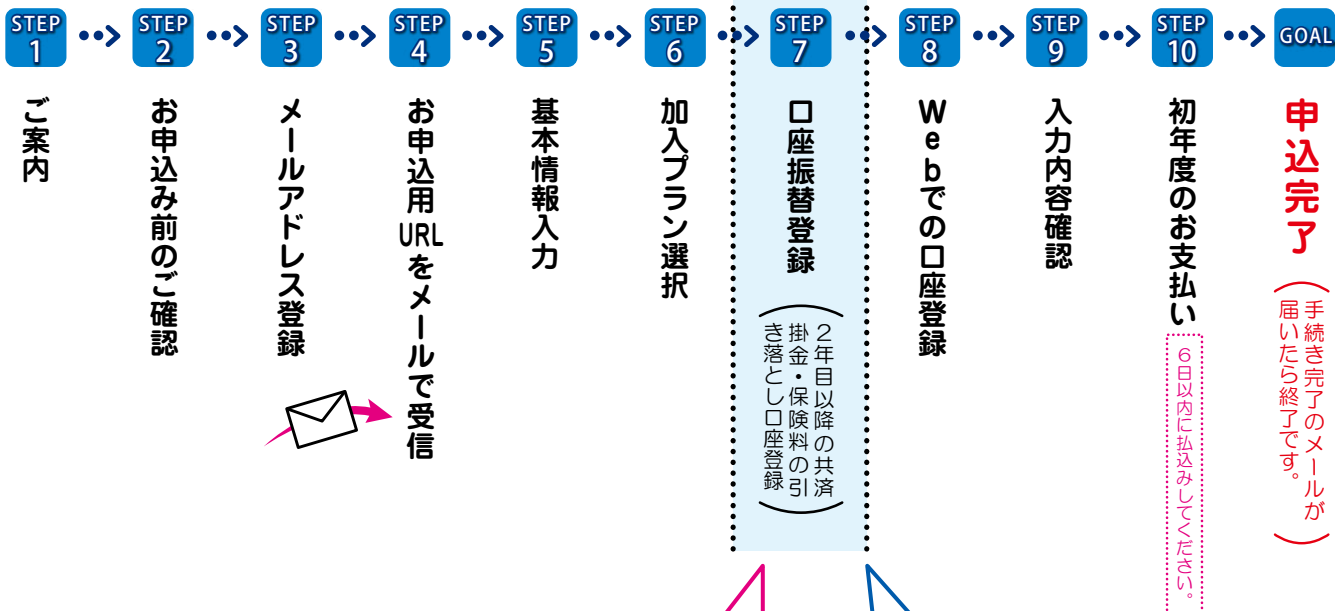 STEP
1
ご案内
STEP
2
お申込み前のご確認
STEP
3
メールアドレス登録
STEP
4
お申込用URLをメールで受信
STEP
5
基本情報入力
STEP
6
加入プラン選択
STEP
7
口座振替登録
(2年目以降の共済
掛金・保険料の引
き落とし口座登録)
STEP
8
Webでの口座登録
STEP
9
入力内容確認
STEP
10
初年度のお支払い
6日以内に払込みしてください。
GOAL
申込完了
(手続き完了のメールが
届いたら終了です。)